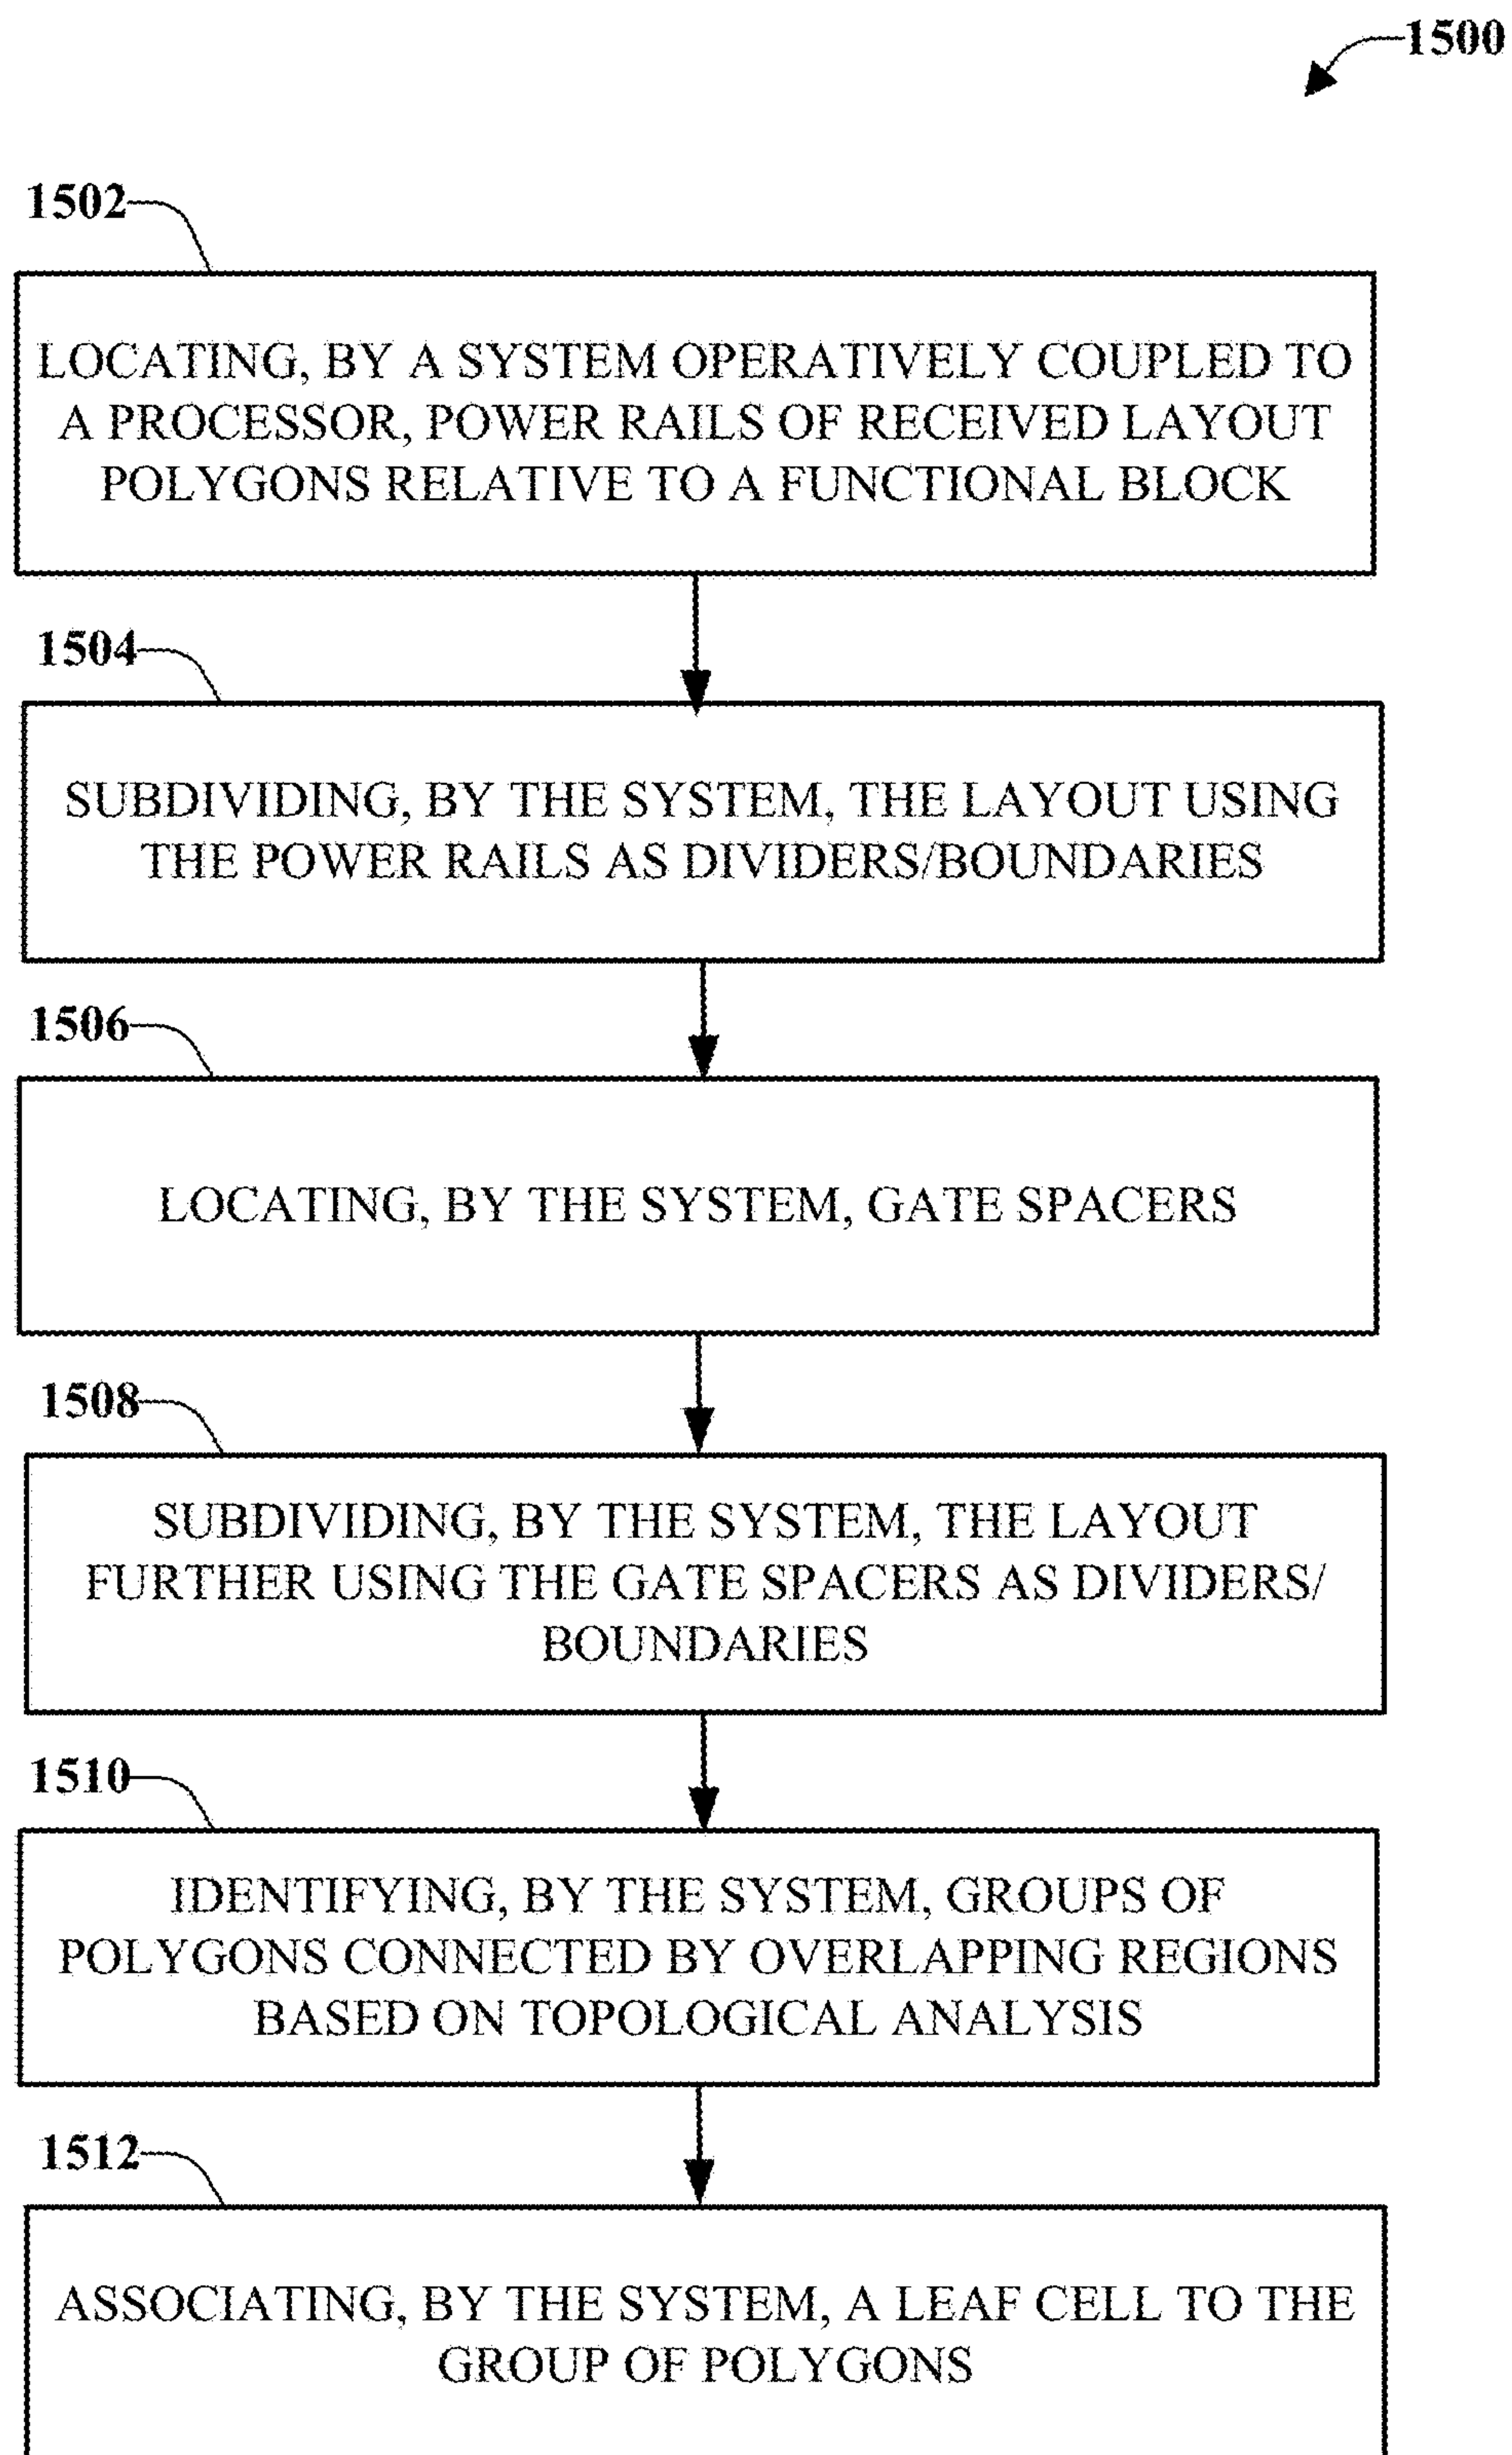 1500
1502
LOCATING, BY A SYSTEM OPERATIVELY COUPLED TO
A PROCESSOR, POWER RAILS OF RECEIVED LAYOUT
POLYGONS RELATIVE TO A FUNCTIONAL BLOCK
1504
SUBDIVIDING, BY THE SYSTEM, THE LAYOUT USING
THE POWER RAILS AS DIVIDERS/BOUNDARIES
1506
LOCATING, BY THE SYSTEM, GATE SPACERS
1508
SUBDIVIDING, BY THE SYSTEM, THE LAYOUT
FURTHER USING THE GATE SPACERS AS DIVIDERS/
BOUNDARIES
1510
IDENTIFYING, BY THE SYSTEM, GROUPS OF
POLYGONS CONNECTED BY OVERLAPPING REGIONS
BASED ON TOPOLOGICAL ANALYSIS
1512
ASSOCIATING, BY THE SYSTEM, A LEAF CELL TO THE
GROUP OF POLYGONS